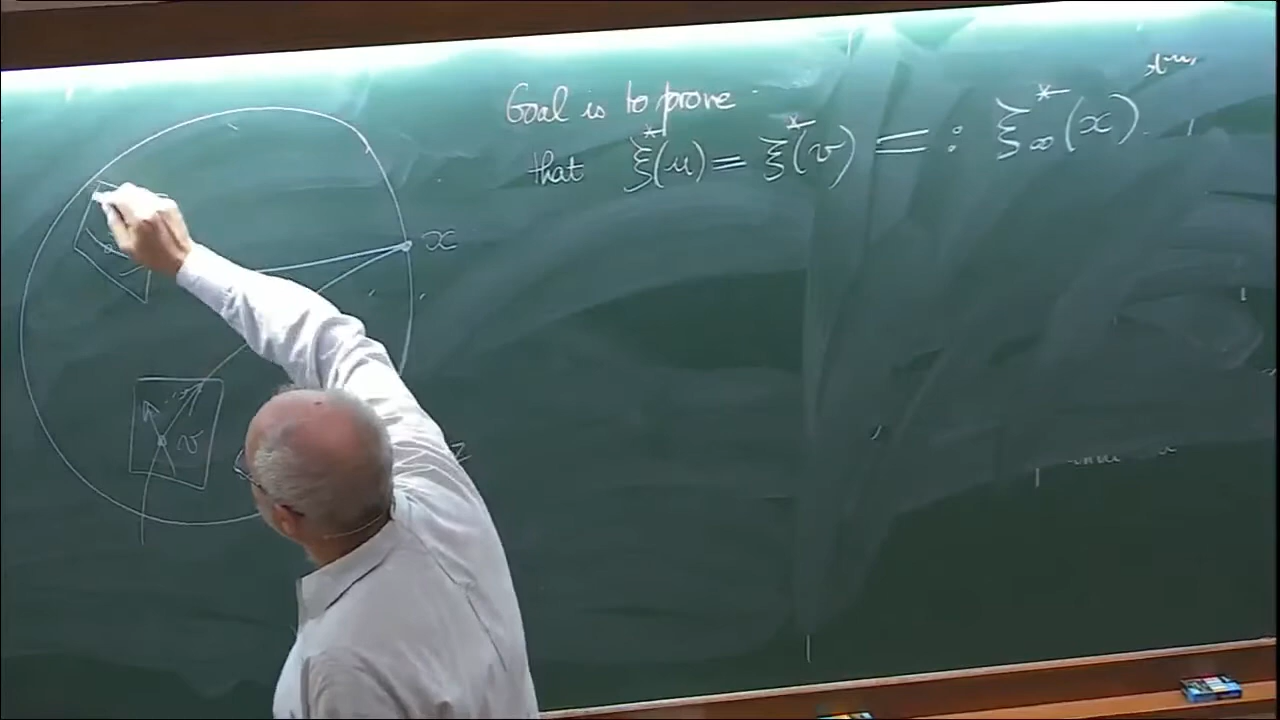 Goal is to prove
that ξ*(u) = ξ*(v) =: ξ*∞(x)
x
v
z